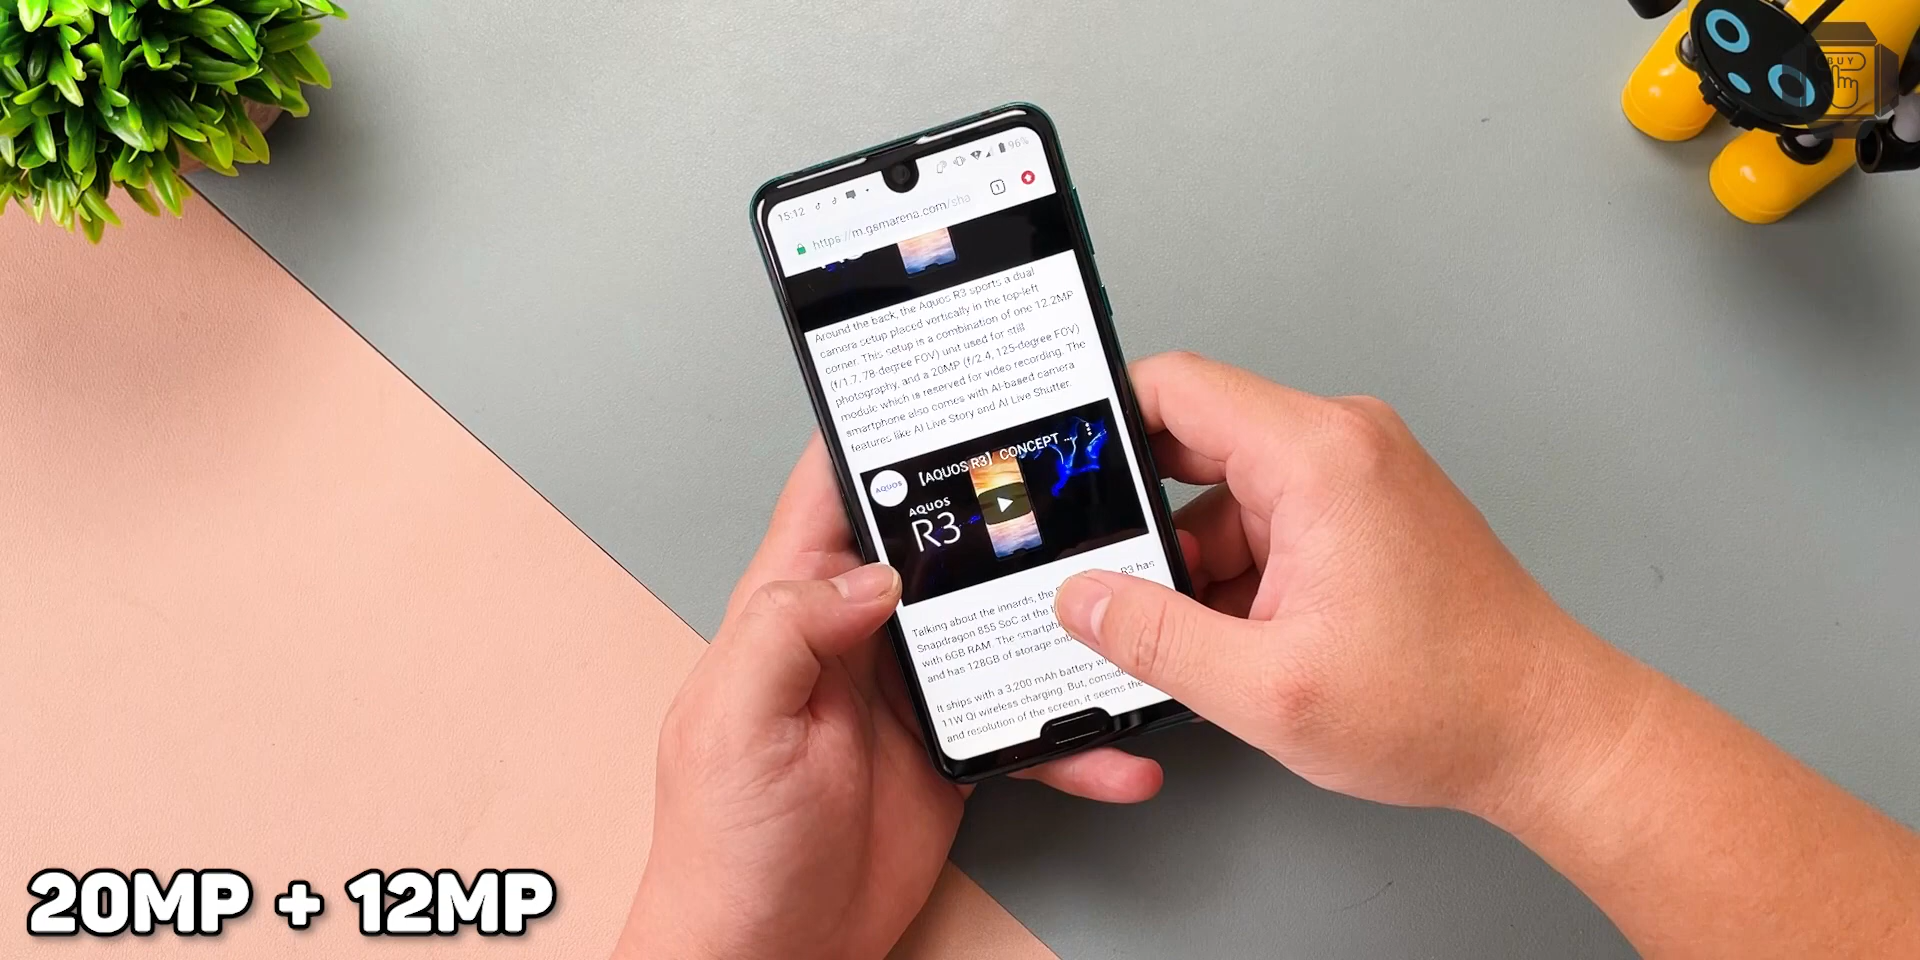 BUY
15:12
96%
https://m.gsmarena.com/sha
1
Around the back, the Aquos R3 sports a dual
camera setup placed vertically in the top-left
corner. This setup is a combination of one 12.2MP
(f/1.7, 78-degree FOV) unit used for still
photography, and a 20MP (f/2.4, 125-degree FOV)
module which is reserved for video recording. The
smartphone also comes with AI-based camera
features like AI Live Story and AI Live Shutter.
AQUOS
【AQUOS R3】 CONCEPT ...
AQUOS
R3
Talking about the innards, the R3 has
Snapdragon 855 SoC at the
with 6GB RAM. The
and has 128GB of storage
It ships with a 3,200 mAh battery
11W Qi wireless charging. But,
and resolution of the screen, it seems the
20MP + 12MP